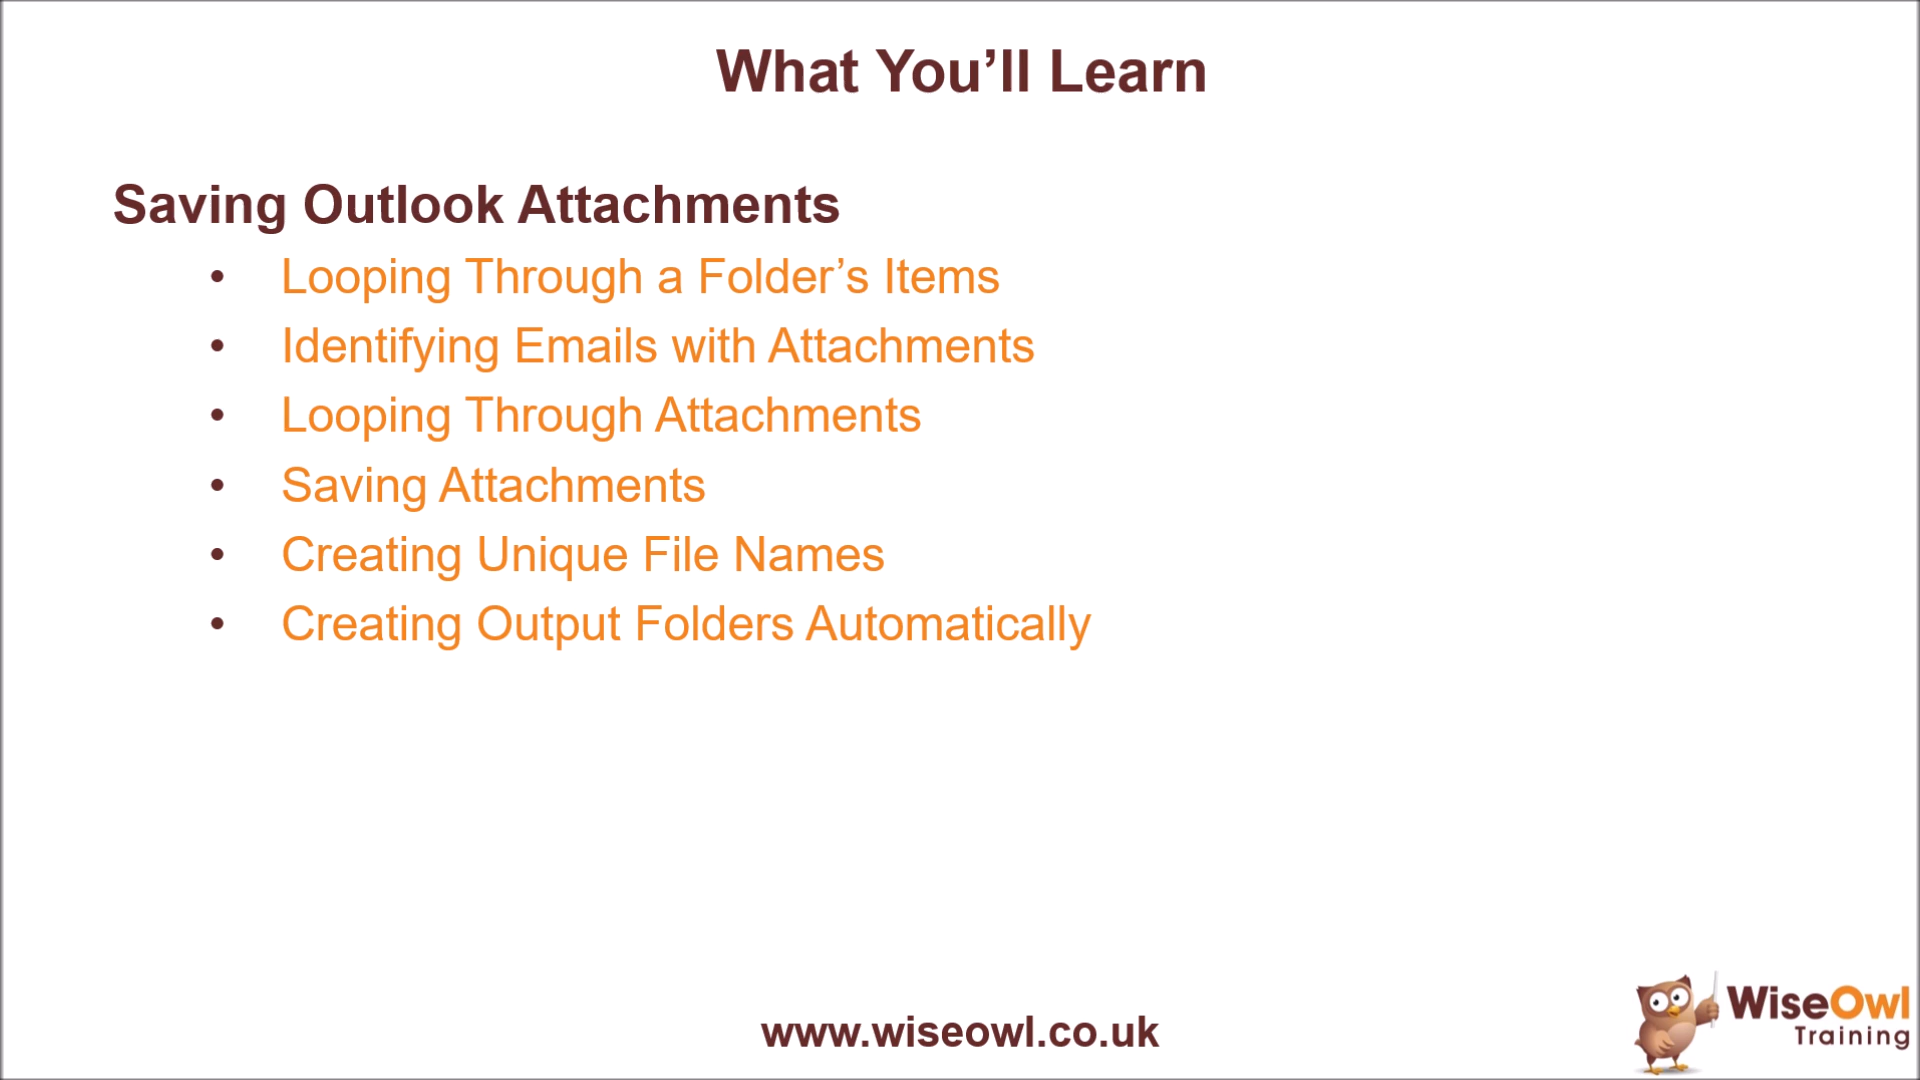 What You’ll Learn
Saving Outlook Attachments
• Looping Through a Folder’s Items
• Identifying Emails with Attachments
• Looping Through Attachments
• Saving Attachments
• Creating Unique File Names
• Creating Output Folders Automatically
www.wiseowl.co.uk
WiseOwl
Training